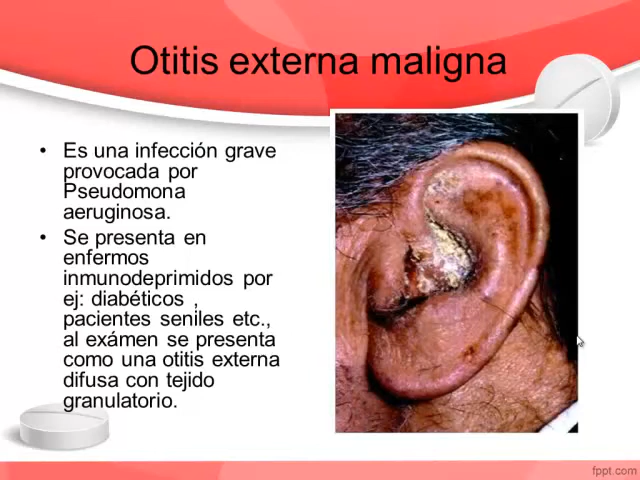 Otitis externa maligna
• Es una infección grave
provocada por
Pseudomona
aeruginosa.
• Se presenta en
enfermos
inmunodeprimidos por
ej: diabéticos ,
pacientes seniles etc.,
al exámen se presenta
como una otitis externa
difusa con tejido
granulatorio.
fppt.com